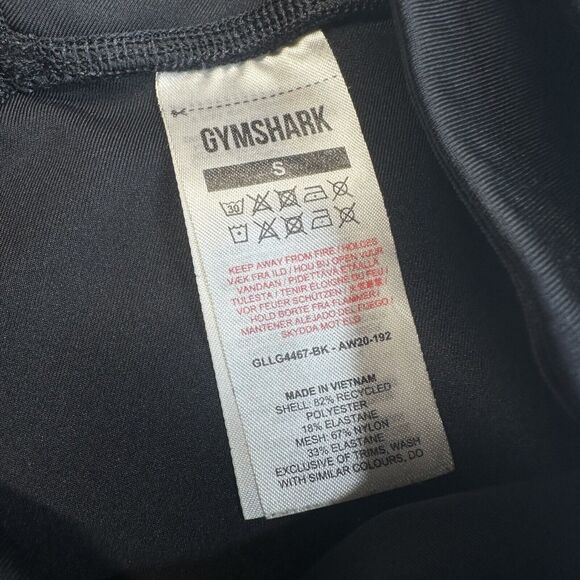 GYMSHARK
S
30
KEEP AWAY FROM FIRE / HOLDES
VÆK FRA ILD / HOU BIJ OPEN VUUR
VANDAAN / PIDETTÄVÄ ETÄÄLLÄ
TULESTA / TENIR ÉLOIGNÉ DU FEU /
VOR FEUER SCHÜTZEN /
HOLD BORTE FRA FLAMMER /
MANTENER ALEJADO DEL FUEGO /
SKYDDA MOT ELD
GLLG4467-BK - AW20-192
MADE IN VIETNAM
SHELL: 82% RECYCLED
POLYESTER
18% ELASTANE
MESH: 67% NYLON
33% ELASTANE
EXCLUSIVE OF TRIMS, WASH
WITH SIMILAR COLOURS, DO